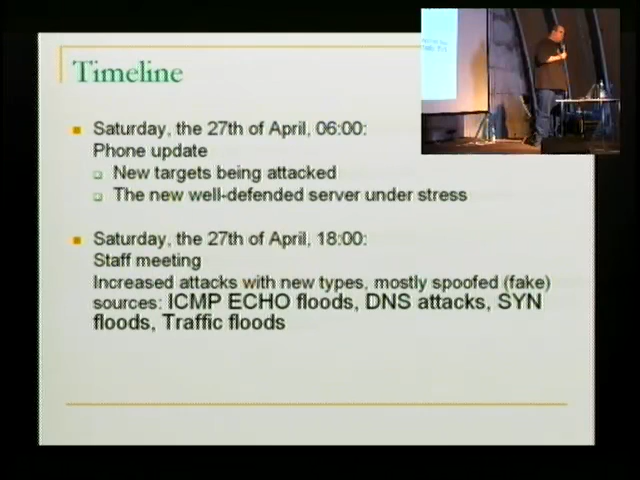 Timeline
Saturday, the 27th of April, 06:00:
Phone update
New targets being attacked
The new well-defended server under stress
Saturday, the 27th of April, 18:00:
Staff meeting
Increased attacks with new types, mostly spoofed (fake)
sources: ICMP ECHO floods, DNS attacks, SYN
floods, Traffic floods